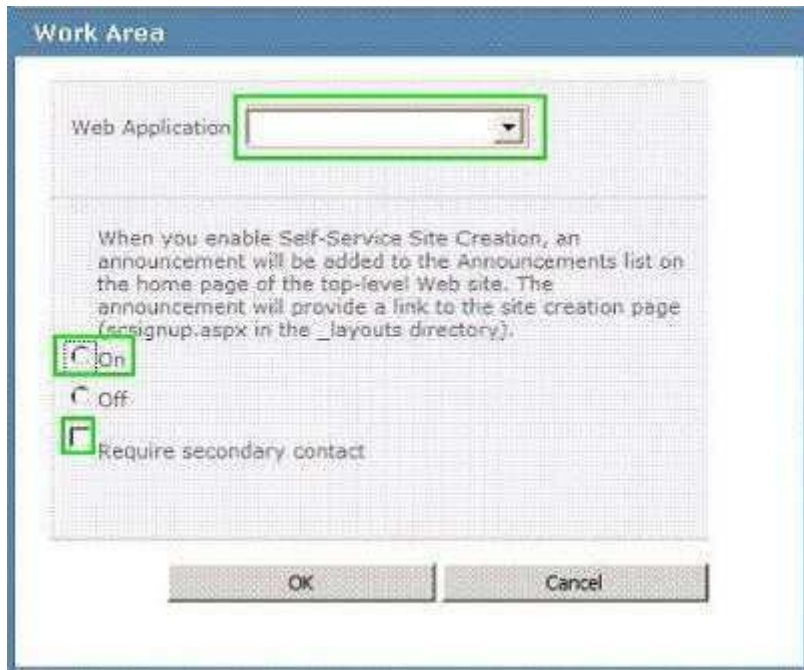 Work Area
Web Application
When you enable Self-Service Site Creation, an
announcement will be added to the Announcements list on
the home page of the top-level Web site. The
announcement will provide a link to the site creation page
(scsignup.aspx in the _layouts directory).
On
Off
Require secondary contact
OK Cancel